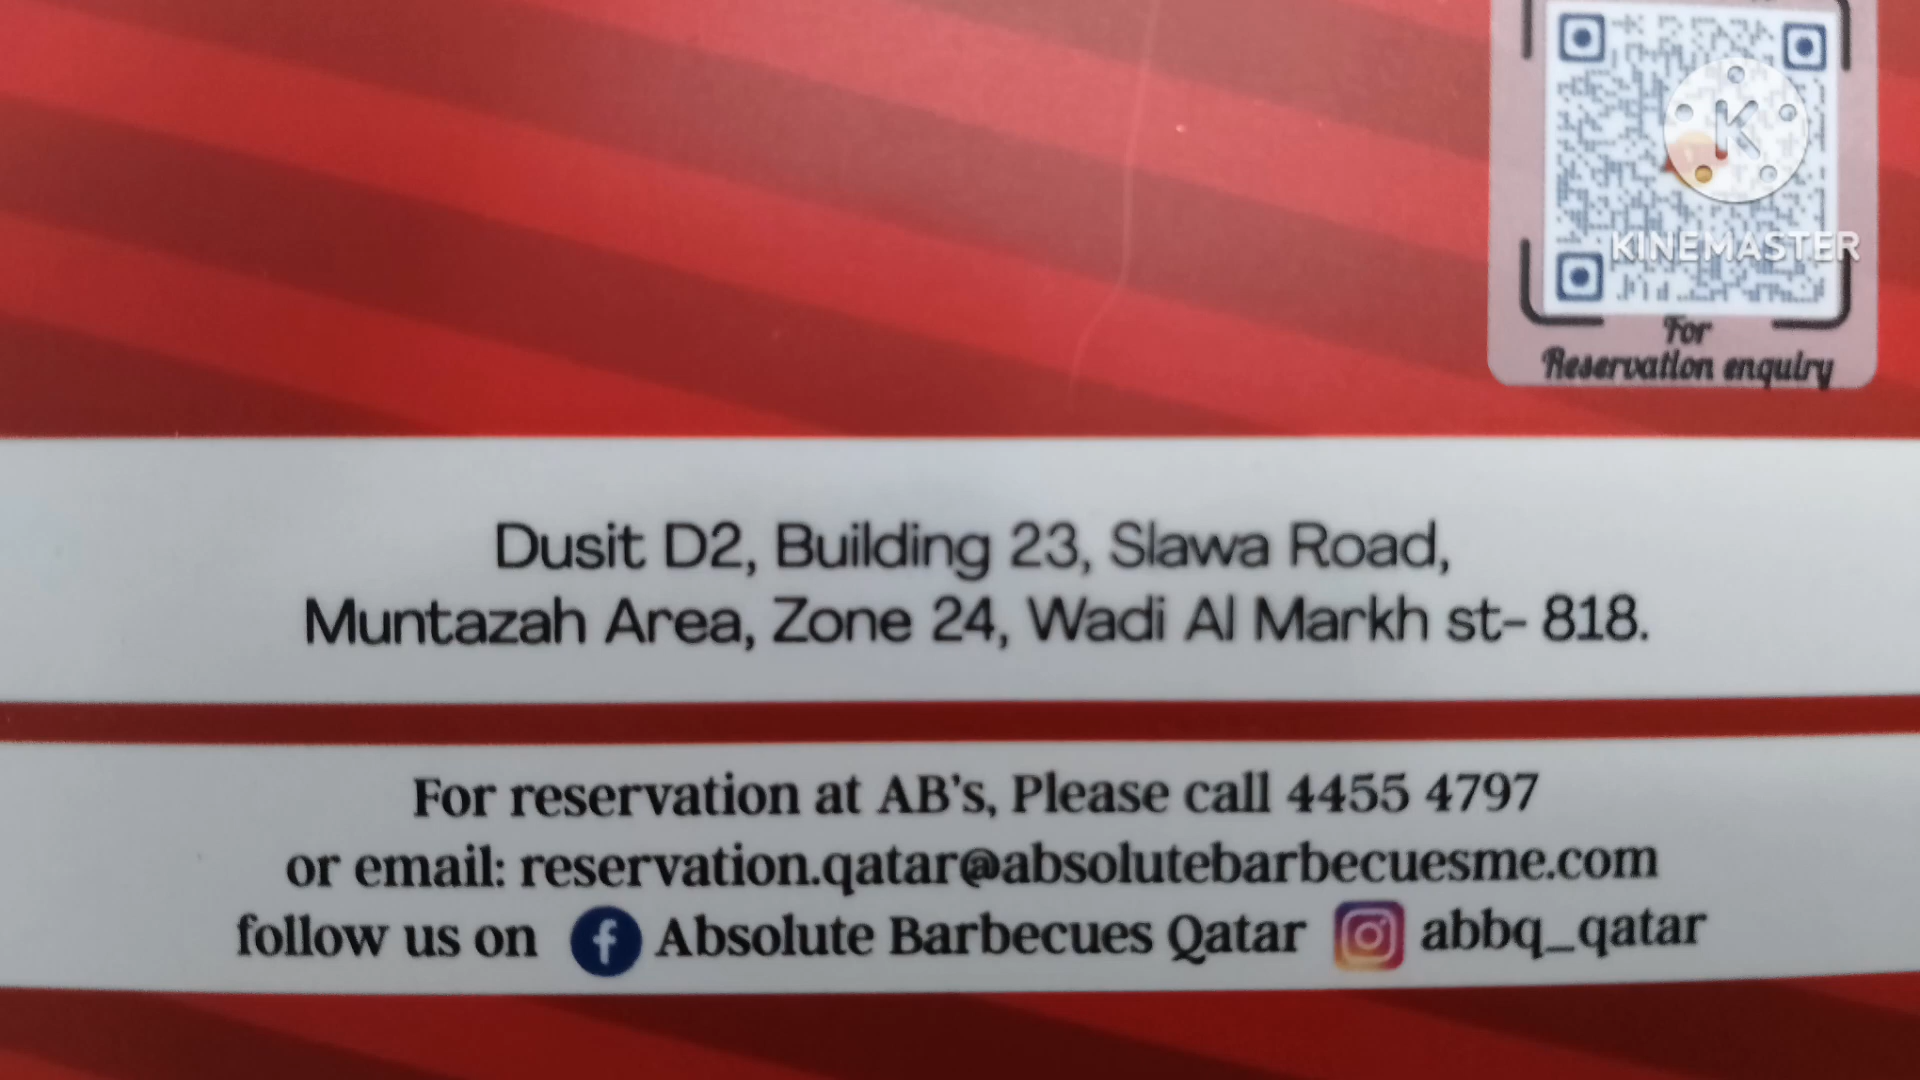 K
KINEMASTER
For
Reservation enquiry
Dusit D2, Building 23, Slawa Road,
Muntazah Area, Zone 24, Wadi Al Markh st- 818.
For reservation at AB's, Please call 4455 4797
or email: reservation.qatar@absolutebarbecuesme.com
follow us on f Absolute Barbecues Qatar abbq_qatar